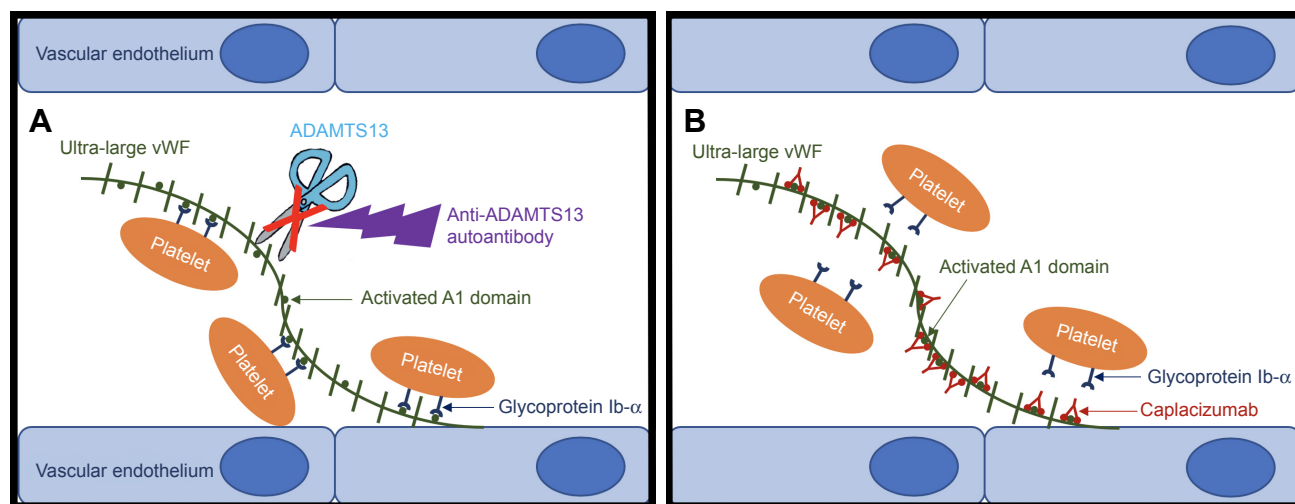 Vascular endothelium
A
ADAMTS13
Ultra-large vWF
Anti-ADAMTS13
autoantibody
Platelet
Activated A1 domain
Platelet
Platelet
Glycoprotein Ib-α
Vascular endothelium
B
Ultra-large vWF
Platelet
Activated A1 domain
Platelet
Platelet
Glycoprotein Ib-α
Caplacizumab